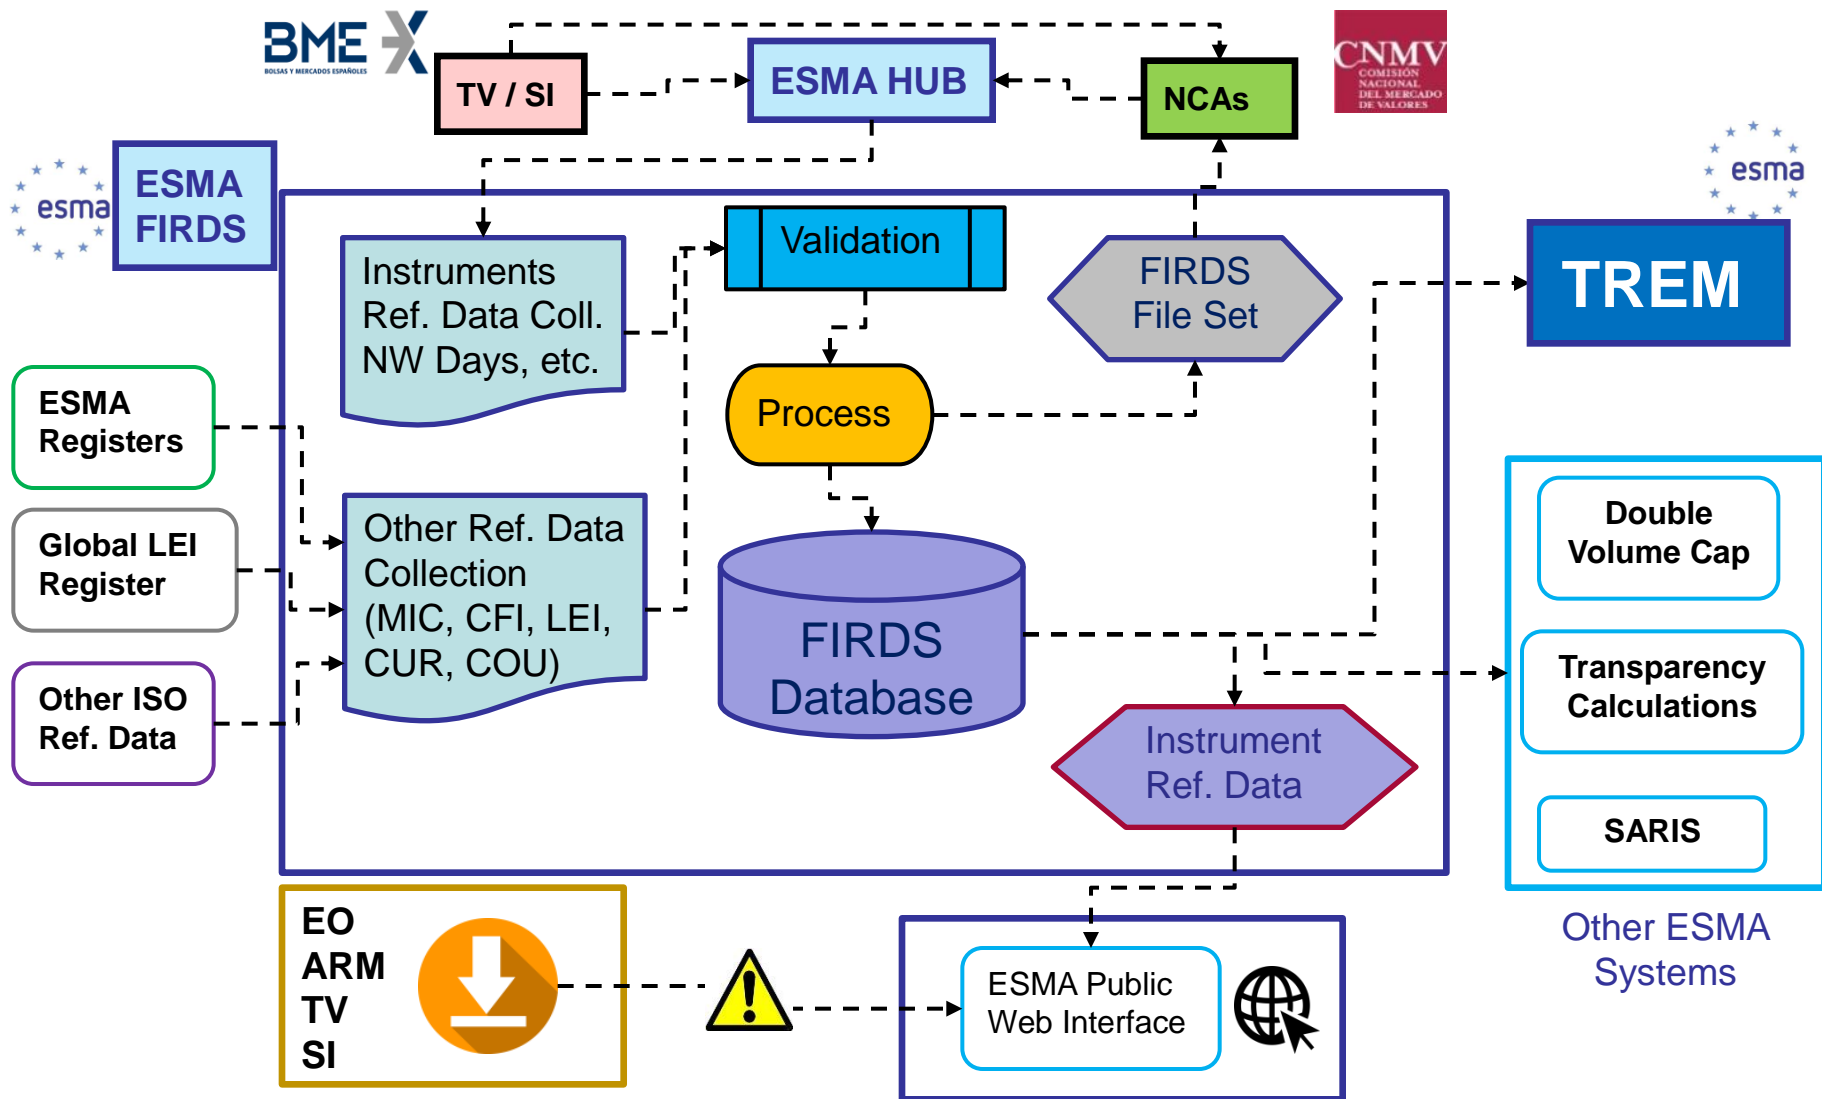 BME
BOLSAS Y MERCADOS ESPAÑOLES
TV / SI
ESMA HUB
NCAs
CNMV
COMISIÓN
NACIONAL
DEL MERCADO
DE VALORES
esma
ESMA
FIRDS
esma
TREM
Instruments
Ref. Data Coll.
NW Days, etc.
Validation
FIRDS
File Set
Process
ESMA
Registers
Global LEI
Register
Other ISO
Ref. Data
Other Ref. Data
Collection
(MIC, CFI, LEI,
CUR, COU)
FIRDS
Database
Instrument
Ref. Data
Double
Volume Cap
Transparency
Calculations
SARIS
Other ESMA
Systems
EO
ARM
TV
SI
ESMA Public
Web Interface